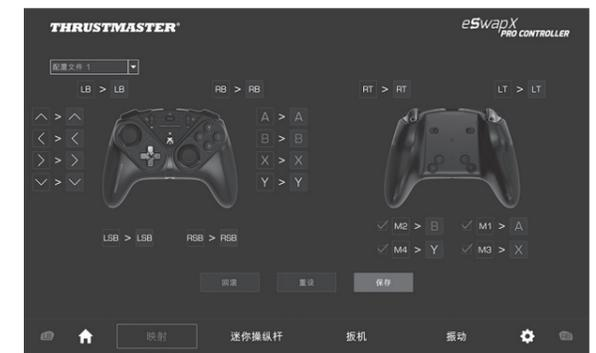 THRUSTMASTER® eSwapX
PRO CONTROLLER
配置文件 1
LB > LB RB > RB RT > RT LT > LT
A > A
B > B
X > X
Y > Y
M2 > B M1 > A
LSB > LSB RSB > RSB
M4 > Y M3 > X
回滚 重设 保存
LB 映射 迷你操纵杆 扳机 振动 RB